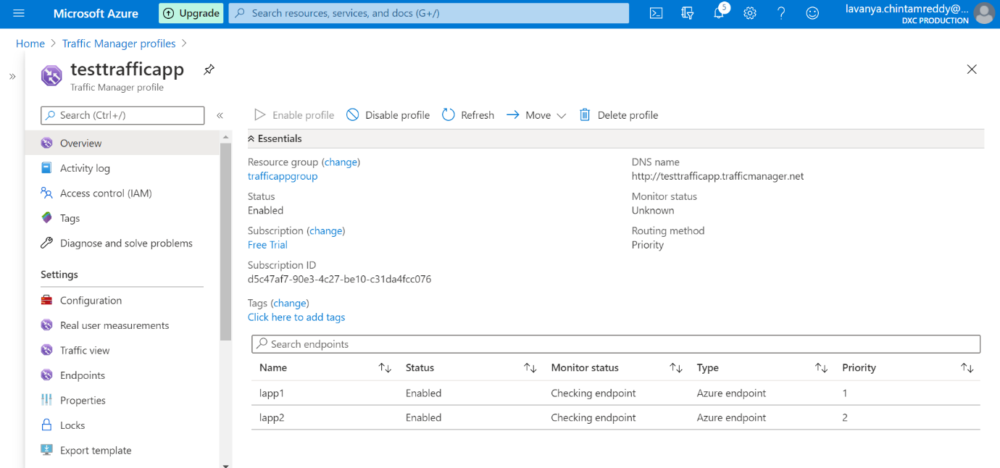 Microsoft Azure
Upgrade
Search resources, services, and docs (G+/)
5
lavanya.chintamreddy@...
DXC PRODUCTION
Home > Traffic Manager profiles >
testtrafficapp
Traffic Manager profile
Search (Ctrl+/)
Overview
Activity log
Access control (IAM)
Tags
Diagnose and solve problems
Settings
Configuration
Real user measurements
Traffic view
Endpoints
Properties
Locks
Export template
Enable profile Disable profile Refresh Move Delete profile
Essentials
Resource group (change)
trafficappgroup
Status
Enabled
Subscription (change)
Free Trial
Subscription ID
d5c47af7-90e3-4c27-be10-c31da4fcc076
Tags (change)
Click here to add tags
DNS name
http://testtrafficapp.trafficmanager.net
Monitor status
Unknown
Routing method
Priority
Search endpoints
Name Status Monitor status Type Priority
lapp1 Enabled Checking endpoint Azure endpoint 1
lapp2 Enabled Checking endpoint Azure endpoint 2